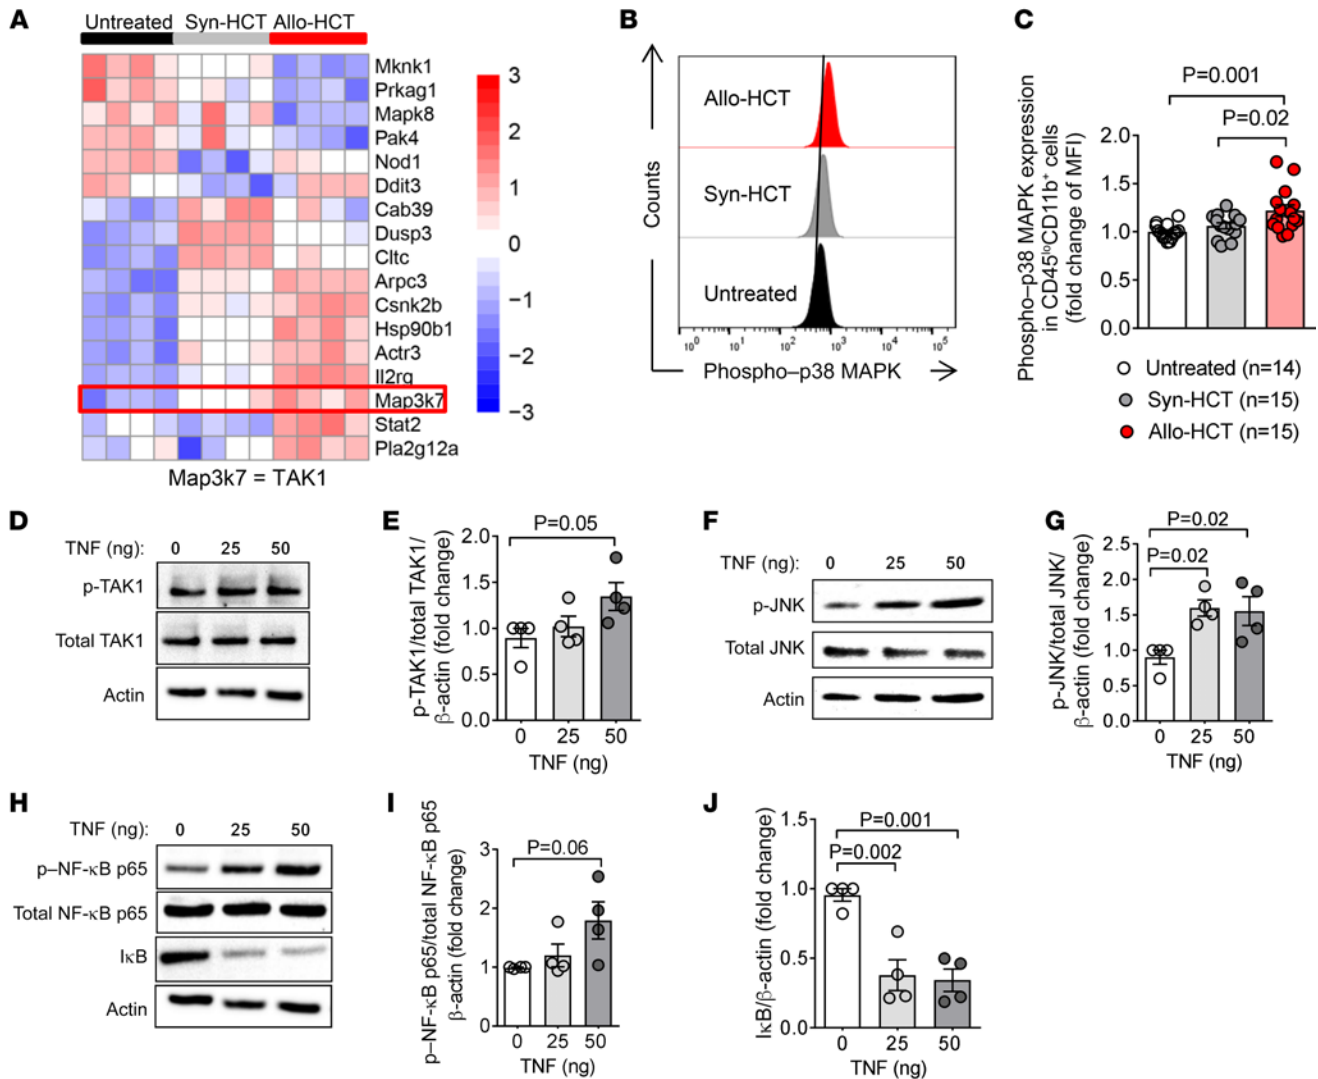 A
Untreated Syn-HCT Allo-HCT
Mknk1
Prkag1
Mapk8
Pak4
Nod1
Ddit3
Cab39
Dusp3
Cltc
Arpc3
Csnk2b
Hsp90b1
Actr3
Il2rg
Map3k7
Stat2
Pla2g12a
3
2
1
0
−1
−2
−3
Map3k7 = TAK1
B
Counts
Allo-HCT
Syn-HCT
Untreated
10⁰ 10¹ 10² 10³ 10⁴ 10⁵
Phospho–p38 MAPK
C
Phospho–p38 MAPK expression
in CD45ˡᵒCD11b⁺ cells
(fold change of MFI)
P=0.001
P=0.02
2.0
1.5
1.0
0.5
0.0
Untreated (n=14)
Syn-HCT (n=15)
Allo-HCT (n=15)
D
TNF (ng): 0 25 50
p-TAK1
Total TAK1
Actin
E
p-TAK1/total TAK1/
β-actin (fold change)
P=0.05
2.0
1.5
1.0
0.5
0.0
0 25 50
TNF (ng)
F
TNF (ng): 0 25 50
p-JNK
Total JNK
Actin
G
p-JNK/total JNK/
β-actin (fold change)
P=0.02
P=0.02
2.5
2.0
1.5
1.0
0.5
0.0
0 25 50
TNF (ng)
H
TNF (ng): 0 25 50
p–NF-κB p65
Total NF-κB p65
IκB
Actin
I
p–NF-κB p65/total NF-κB p65
β-actin (fold change)
P=0.06
3
2
1
0
0 25 50
TNF (ng)
J
IκB/β-actin (fold change)
P=0.001
P=0.002
1.5
1.0
0.5
0.0
0 25 50
TNF (ng)